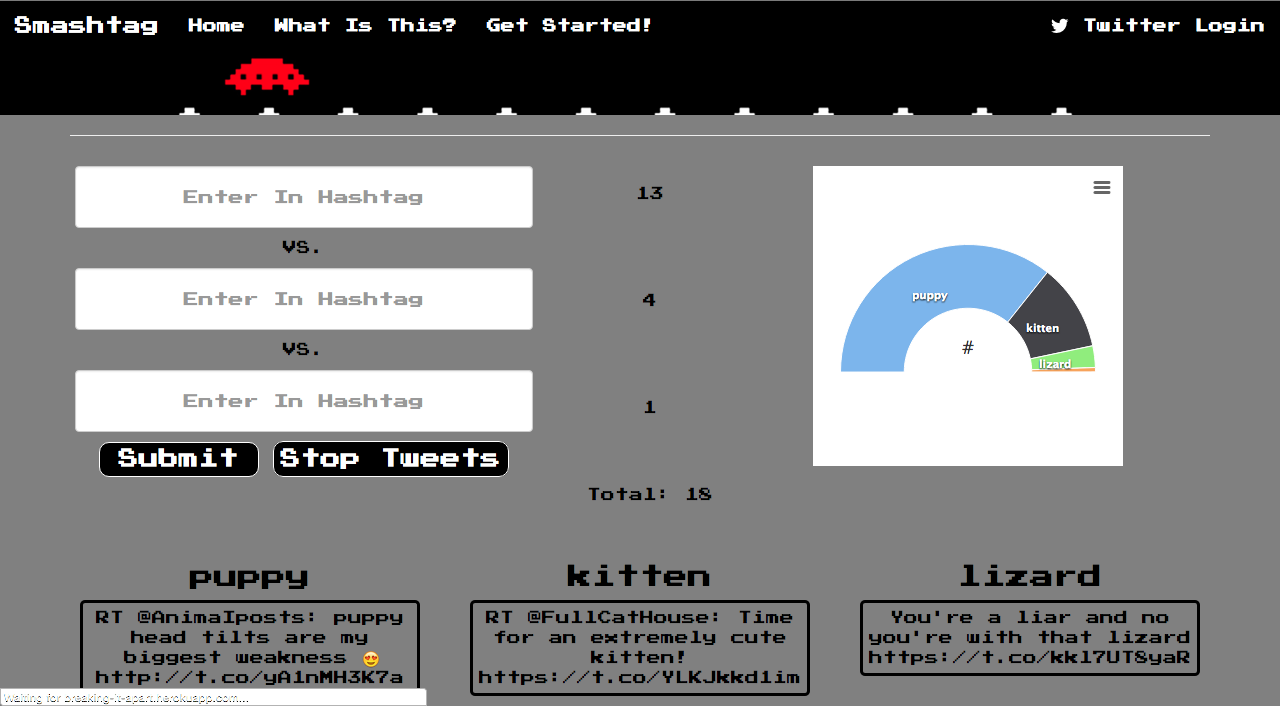 Smashtag Home What Is This? Get Started! Twitter Login
Enter In Hashtag
13
vs.
Enter In Hashtag
4
vs.
Enter In Hashtag
1
Submit Stop Tweets
puppy
kitten
#
lizard
Total: 18
puppy
RT @AnimaIposts: puppy
head tilts are my
biggest weakness 😍
http://t.co/yA1nMH3K7a
kitten
RT @FullCatHouse: Time
for an extremely cute
kitten!
https://t.co/YLKJkkd1im
lizard
You're a liar and no
you're with that lizard
https://t.co/kkl7UT8yaR
Waiting for breaking-it-apart.herokuapp.com...